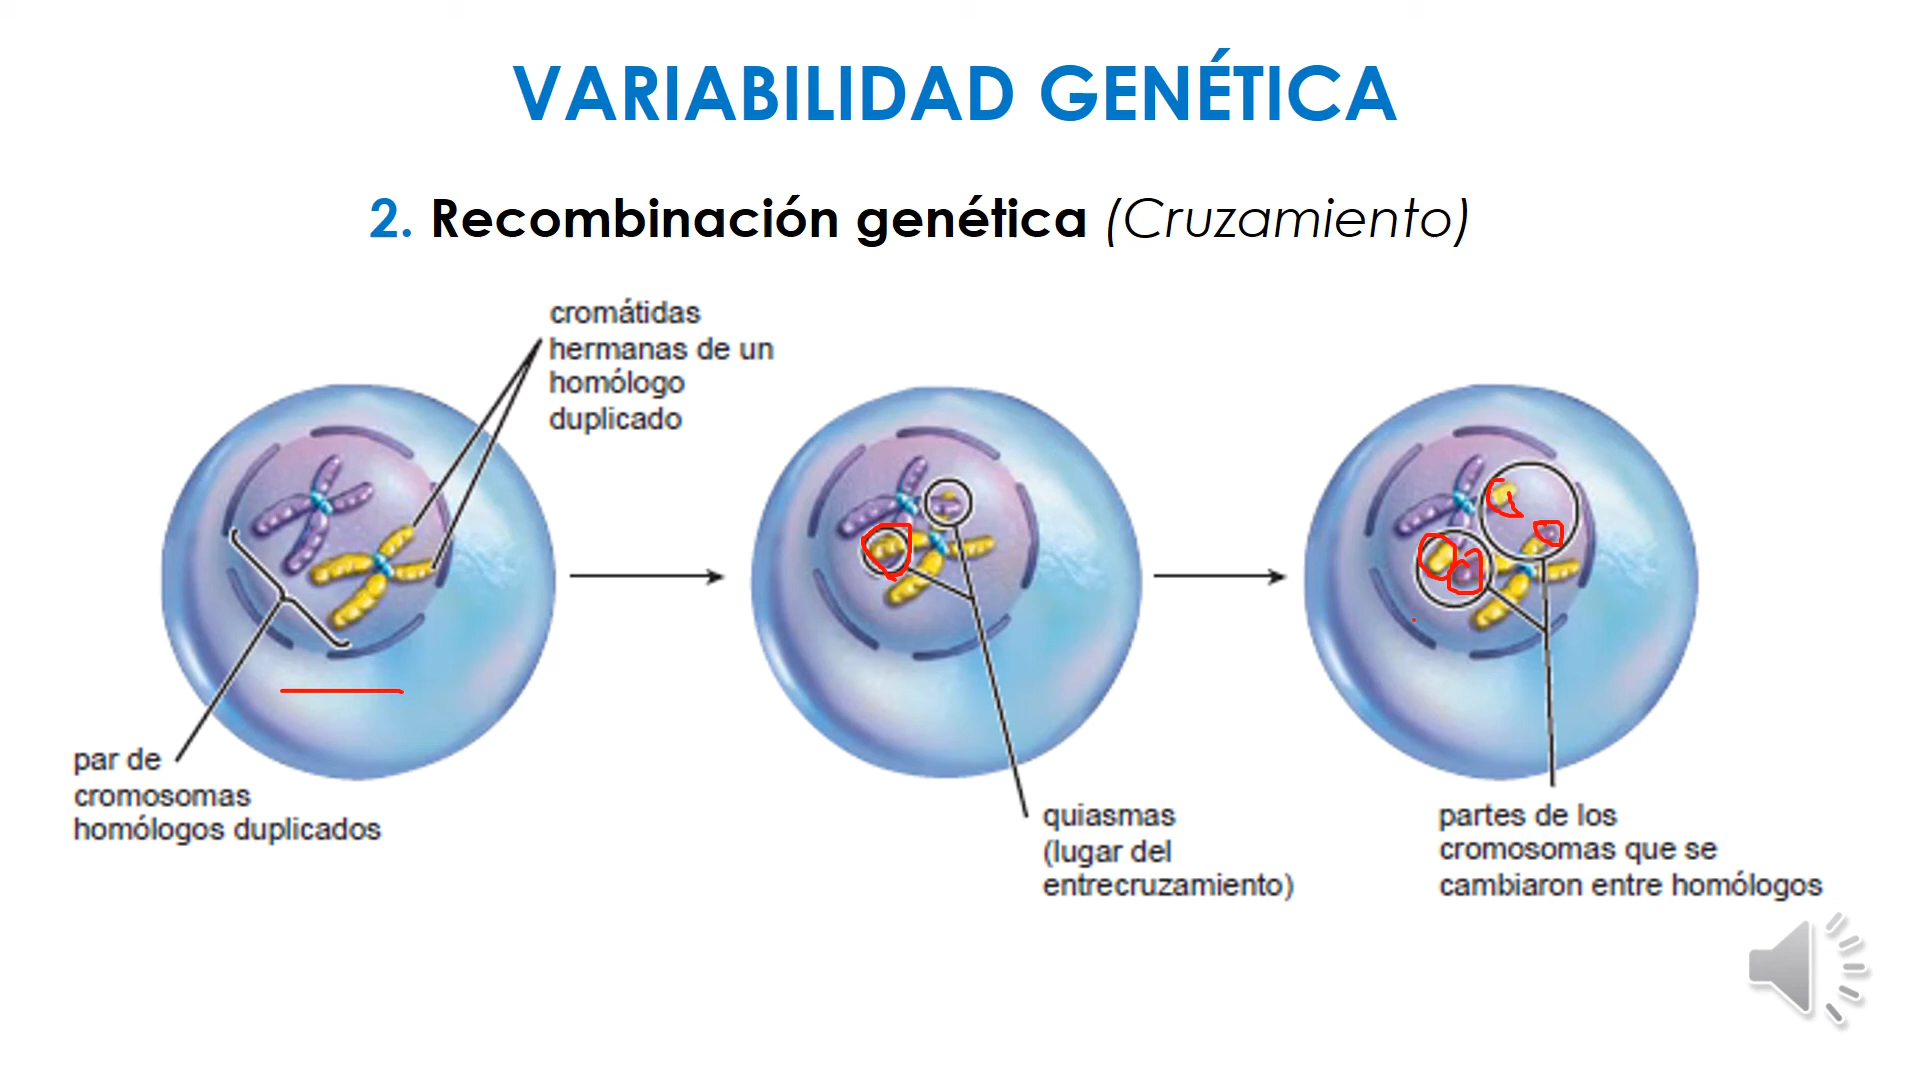 VARIABILIDAD GENÉTICA
2. Recombinación genética (Cruzamiento)
cromátidas
hermanas de un
homólogo
duplicado
par de
cromosomas
homólogos duplicados
quiasmas
(lugar del
entrecruzamiento)
partes de los
cromosomas que se
cambiaron entre homólogos